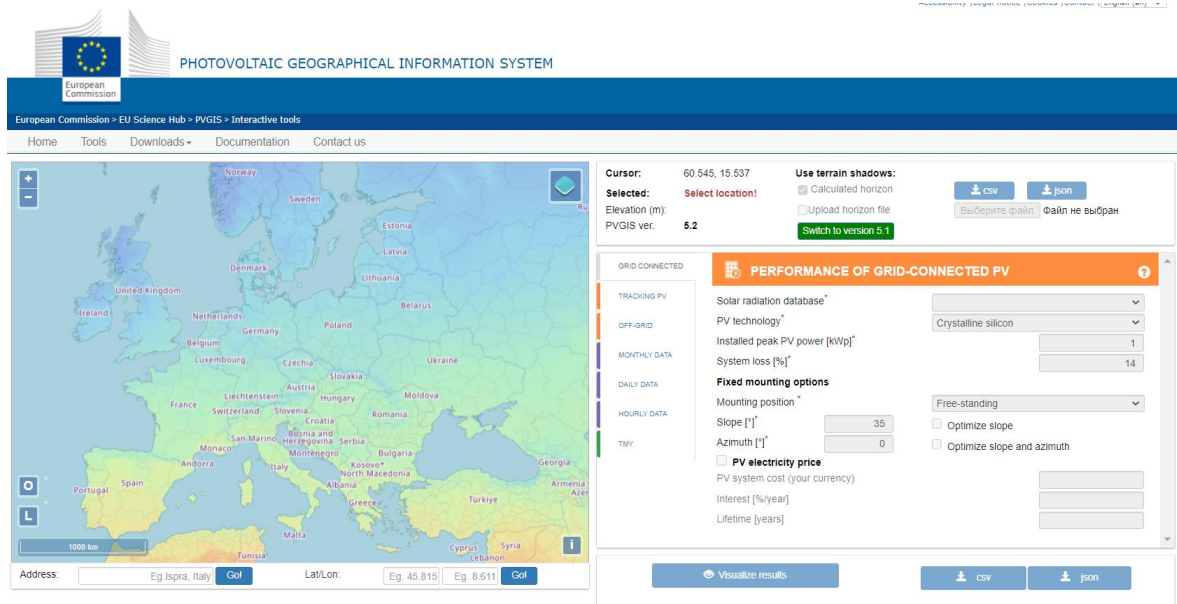 Accessibility |Legal notice |Cookies |Contact |English (en)
PHOTOVOLTAIC GEOGRAPHICAL INFORMATION SYSTEM
European
Commission
European Commission > EU Science Hub > PVGIS > Interactive tools
Home Tools Downloads Documentation Contact us
+
-
Norway
Sweden
Ru
Estonia
Latvia
Denmark
Lithuania
United Kingdom
Belarus
Ireland
Netherlands
Poland
Germany
Belgium
Luxembourg
Czechia
Ukraine
Slovakia
Austria
Liechtenstein
Hungary
Moldova
France
Switzerland
Slovenia
Romania
Croatia
San Marino
Bosnia and
Herzegovina
Serbia
Monaco
Montenegro
Bulgaria
Andorra
Italy
Kosovo*
Georgia
North Macedonia
Portugal
Spain
Albania
Armenia
Azer
Greece
Türkiye
O
L
Malta
1000 km
Tunisia
Cyprus
Syria
Lebanon
i
Address: Eg.Ispra, Italy Go! Lat/Lon: Eg. 45.815 Eg. 8.611 Go!
Cursor: 60.545, 15.537 Use terrain shadows:
Selected: Select location! Calculated horizon csv json
Elevation (m): Upload horizon file Выберите файл Файл не выбран
PVGIS ver. 5.2 Switch to version 5.1
GRID CONNECTED
TRACKING PV
OFF-GRID
MONTHLY DATA
DAILY DATA
HOURLY DATA
TMY
PERFORMANCE OF GRID-CONNECTED PV ?
Solar radiation database*
PV technology* Crystalline silicon
Installed peak PV power [kWp]* 1
System loss [%]* 14
Fixed mounting options
Mounting position * Free-standing
Slope [°]* 35 Optimize slope
Azimuth [°]* 0 Optimize slope and azimuth
PV electricity price
PV system cost (your currency)
Interest [%/year]
Lifetime [years]
Visualize results csv json